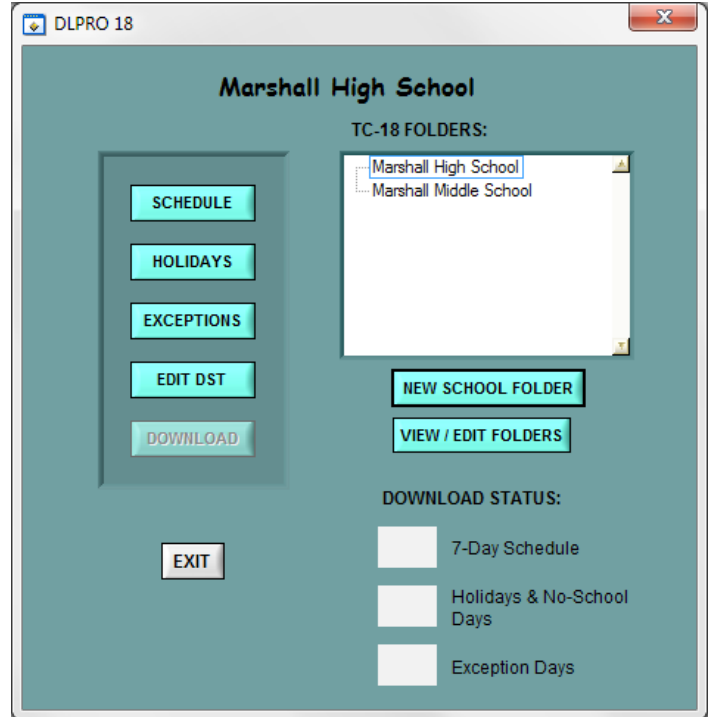 DLPRO 18
Marshall High School
TC-18 FOLDERS:
Marshall High School
Marshall Middle School
SCHEDULE
HOLIDAYS
EXCEPTIONS
EDIT DST
DOWNLOAD
NEW SCHOOL FOLDER
VIEW / EDIT FOLDERS
DOWNLOAD STATUS:
7-Day Schedule
Holidays & No-School
Days
Exception Days
EXIT